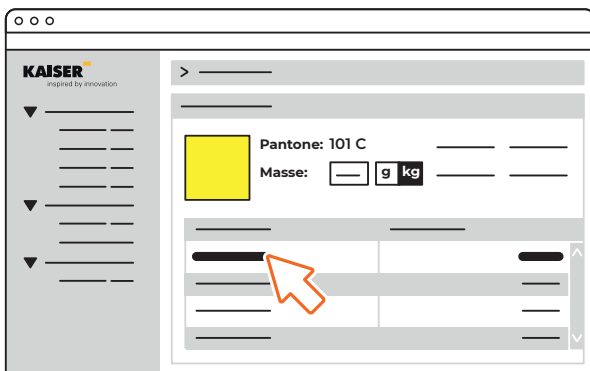 KAISER
inspired by innovation
Pantone: 101 C
Masse: g kg